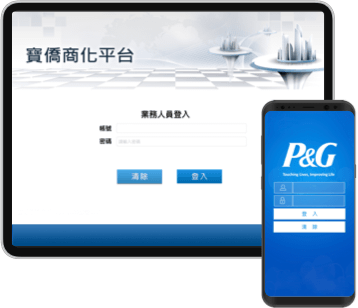 寶僑商化平台
業務人員登入
帳號
密碼
清除
登入
P&G
Touching lives, improving life
登 入
清 除